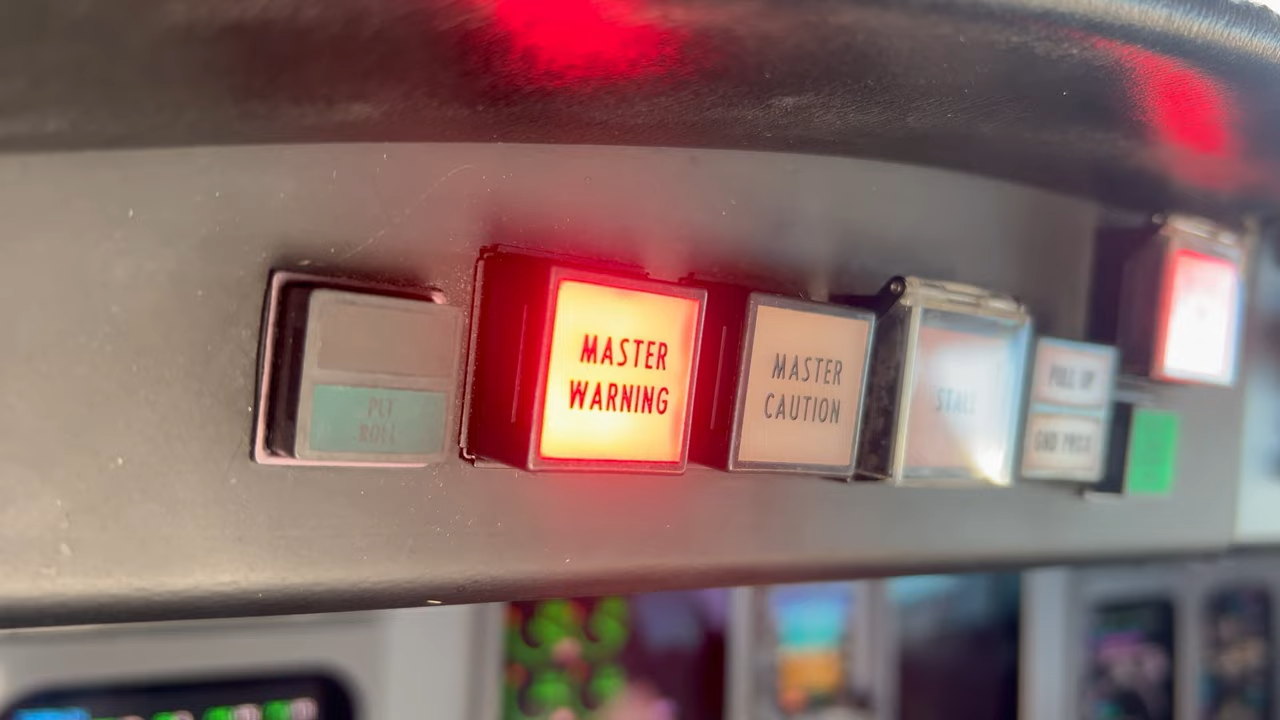 PLT
ROLL
MASTER
WARNING
MASTER
CAUTION
STALL
PULL UP
GND PROX